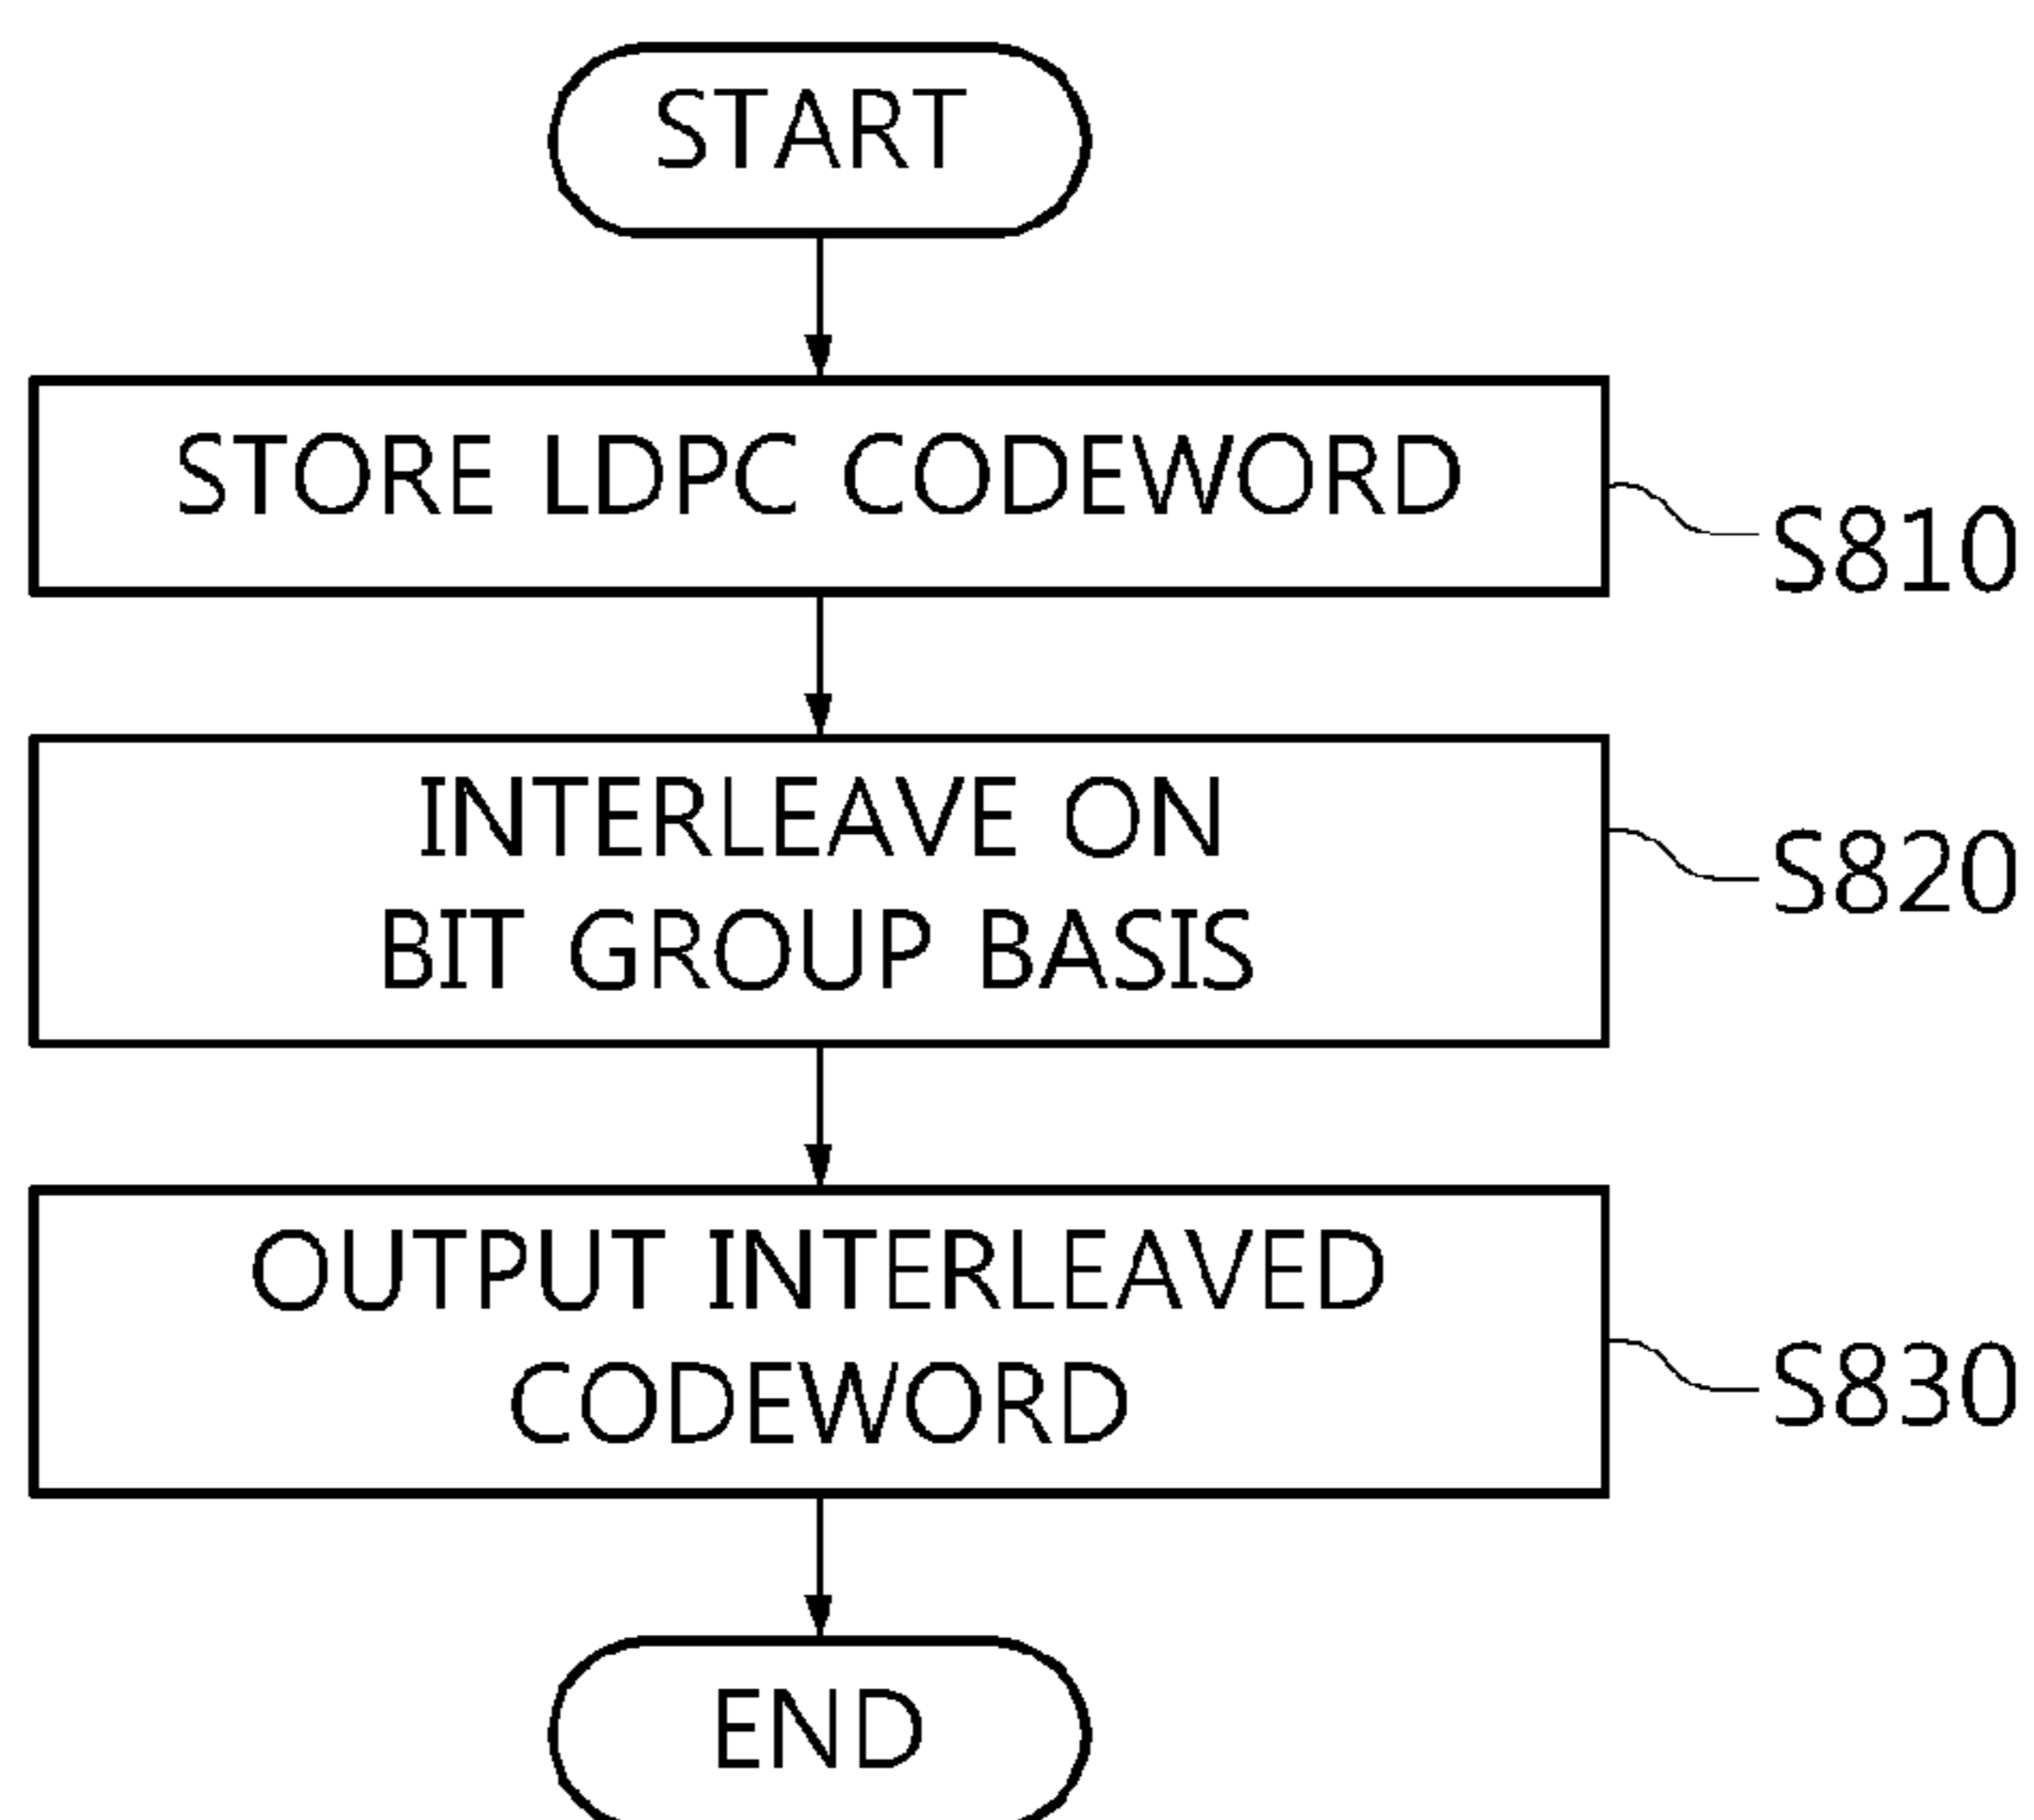 START
STORE LDPC CODEWORD
S810
INTERLEAVE ON
BIT GROUP BASIS
S820
OUTPUT INTERLEAVED
CODEWORD
S830
END